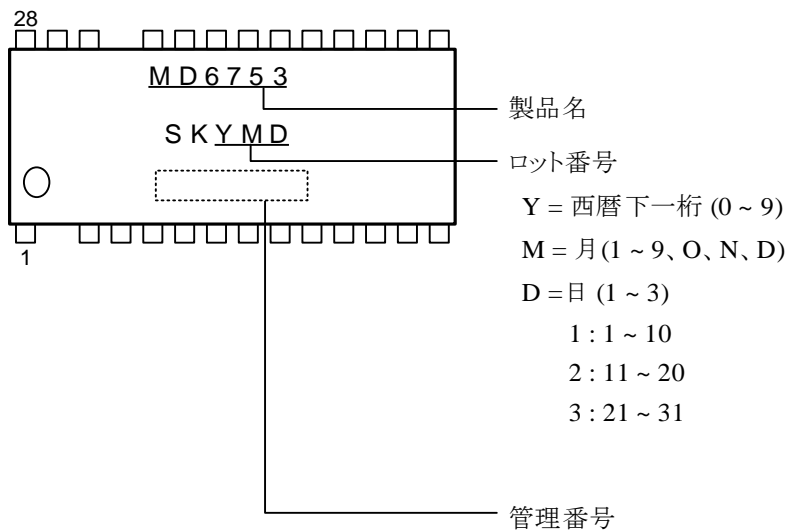 28
MD6753
SKYMD
1
製品名
ロット番号
Y = 西暦下一桁 (0 ~ 9)
M = 月(1 ~ 9、O、N、D)
D =日 (1 ~ 3)
1 : 1 ~ 10
2 : 11 ~ 20
3 : 21 ~ 31
管理番号